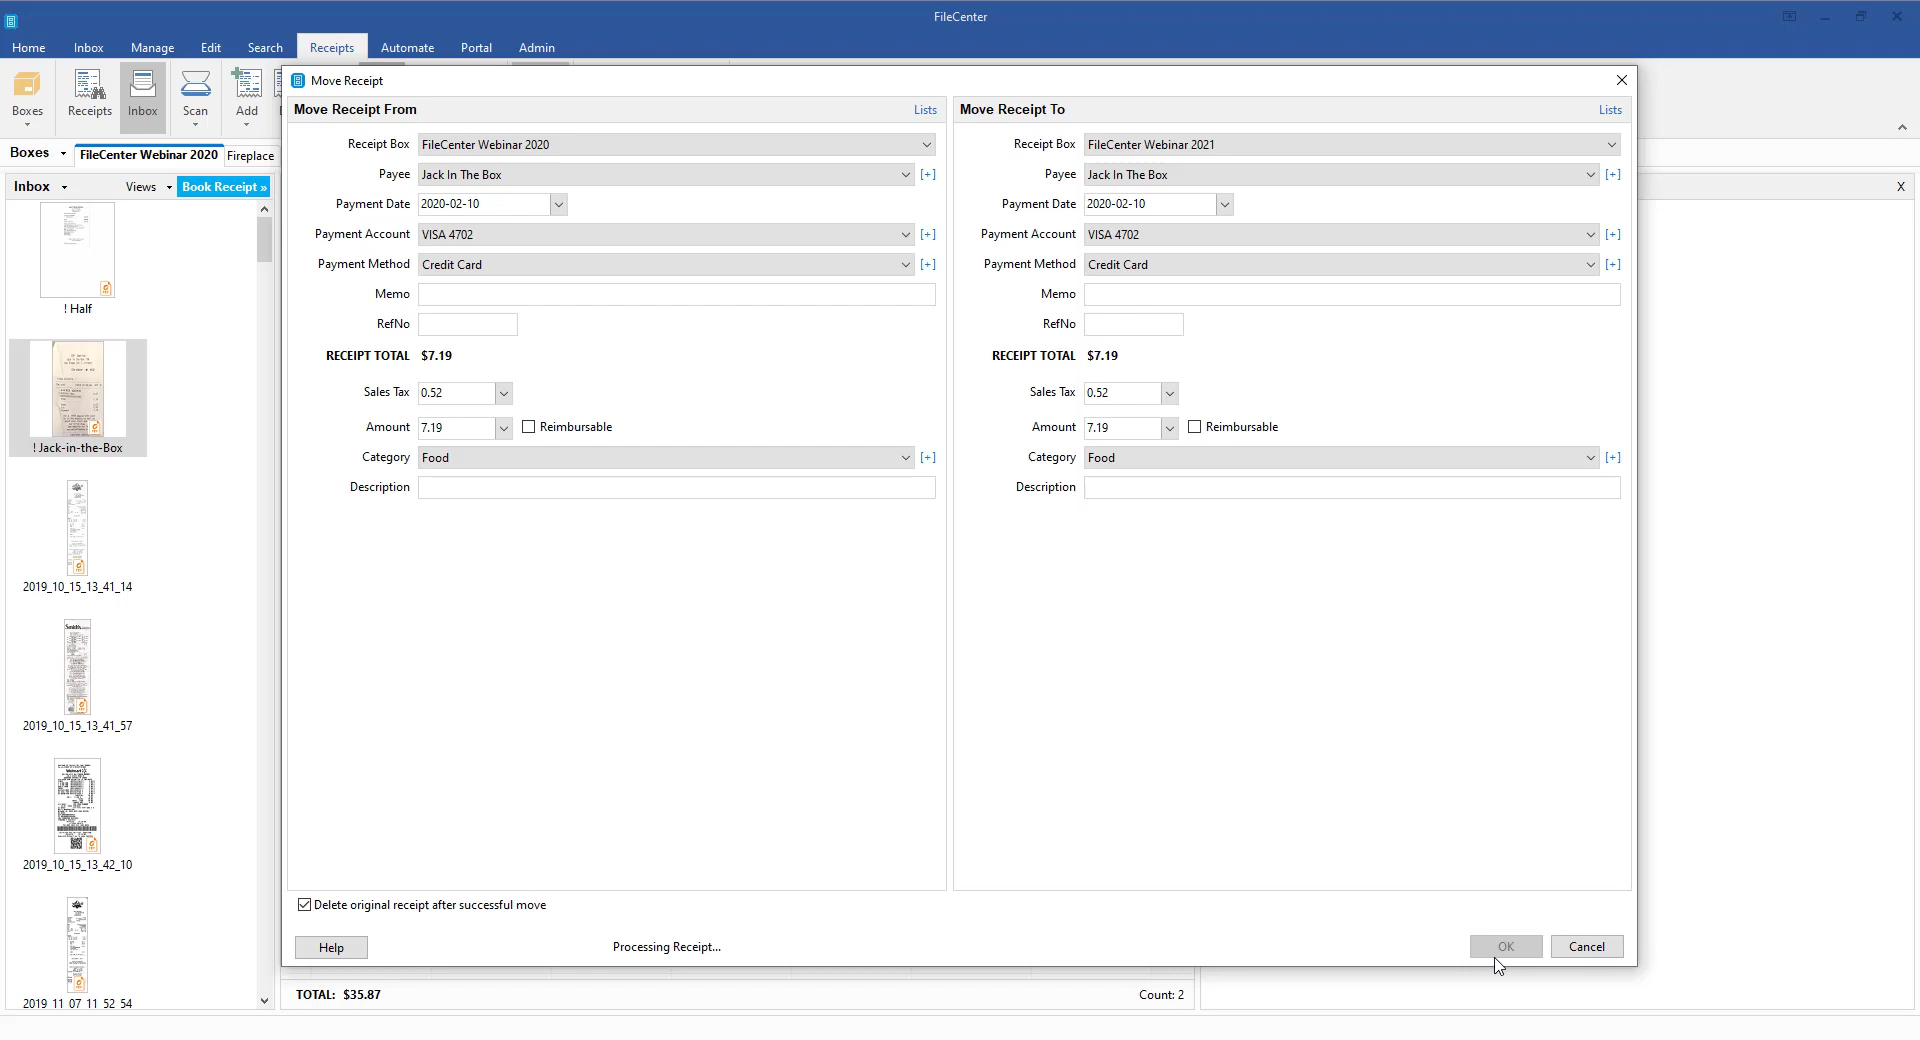 FileCenter
Home Inbox Manage Edit Search Receipts Automate Portal Admin
Boxes Receipts Inbox Scan Add
Move Receipt
Boxes FileCenter Webinar 2020 Fireplace
Inbox Views Book Receipt »
X
! Half
! Jack-in-the-Box
2019_10_15_13_41_14
2019_10_15_13_41_57
2019_10_15_13_42_10
2019_11_07_11_52_54
Move Receipt From Lists
Receipt Box FileCenter Webinar 2020
Payee Jack In The Box [+]
Payment Date 2020-02-10
Payment Account VISA 4702 [+]
Payment Method Credit Card [+]
Memo
RefNo
RECEIPT TOTAL $7.19
Sales Tax 0.52
Amount 7.19 Reimbursable
Category Food [+]
Description
Move Receipt To Lists
Receipt Box FileCenter Webinar 2021
Payee Jack In The Box [+]
Payment Date 2020-02-10
Payment Account VISA 4702 [+]
Payment Method Credit Card [+]
Memo
RefNo
RECEIPT TOTAL $7.19
Sales Tax 0.52
Amount 7.19 Reimbursable
Category Food [+]
Description
Delete original receipt after successful move
Help Processing Receipt... OK Cancel
TOTAL: $35.87 Count: 2